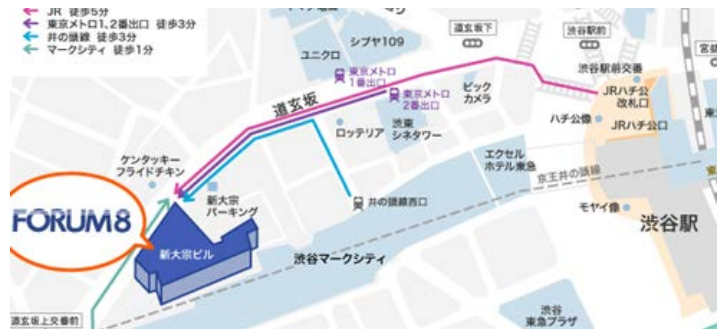 JR 徒歩5分
東京メトロ1,2番出口 徒歩3分
井の頭線 徒歩3分
マークシティ 徒歩1分
シブヤ109
ユニクロ
道玄坂下
渋谷駅前
東京メトロ
1番出口
東京メトロ
2番出口
道玄坂
ビック
カメラ
渋谷駅前交番
JRハチ公
改札口
ハチ公像
JRハチ公口
ロッテリア
渋東
シネタワー
ケンタッキー
フライドチキン
エクセル
ホテル東急
京王井の頭線
新大宗
パーキング
井の頭線西口
モヤイ像
渋谷駅
FORUM8
新大宗ビル
渋谷マークシティ
道玄坂上交番前
渋谷
東急プラザ